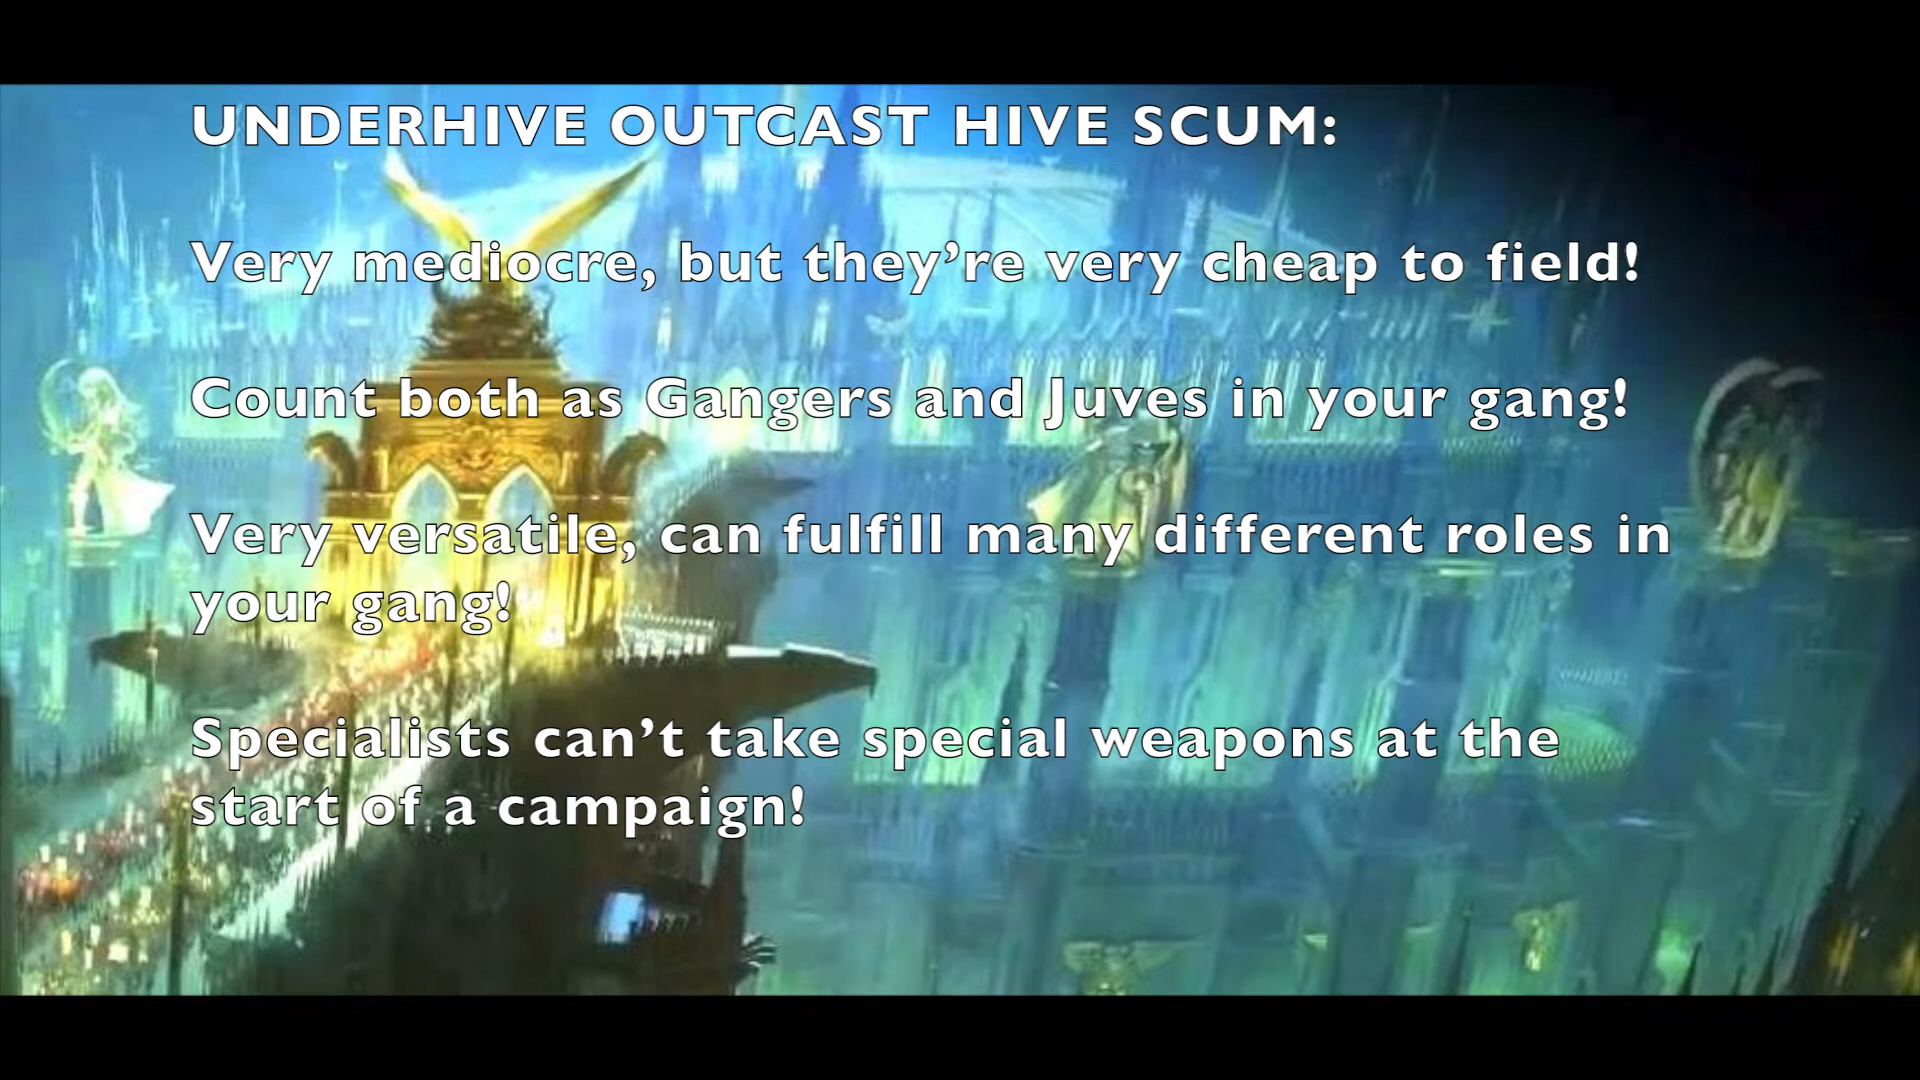 UNDERHIVE OUTCAST HIVE SCUM:
Very mediocre, but they’re very cheap to field!
Count both as Gangers and Juves in your gang!
Very versatile, can fulfill many different roles in
your gang!
Specialists can’t take special weapons at the
start of a campaign!